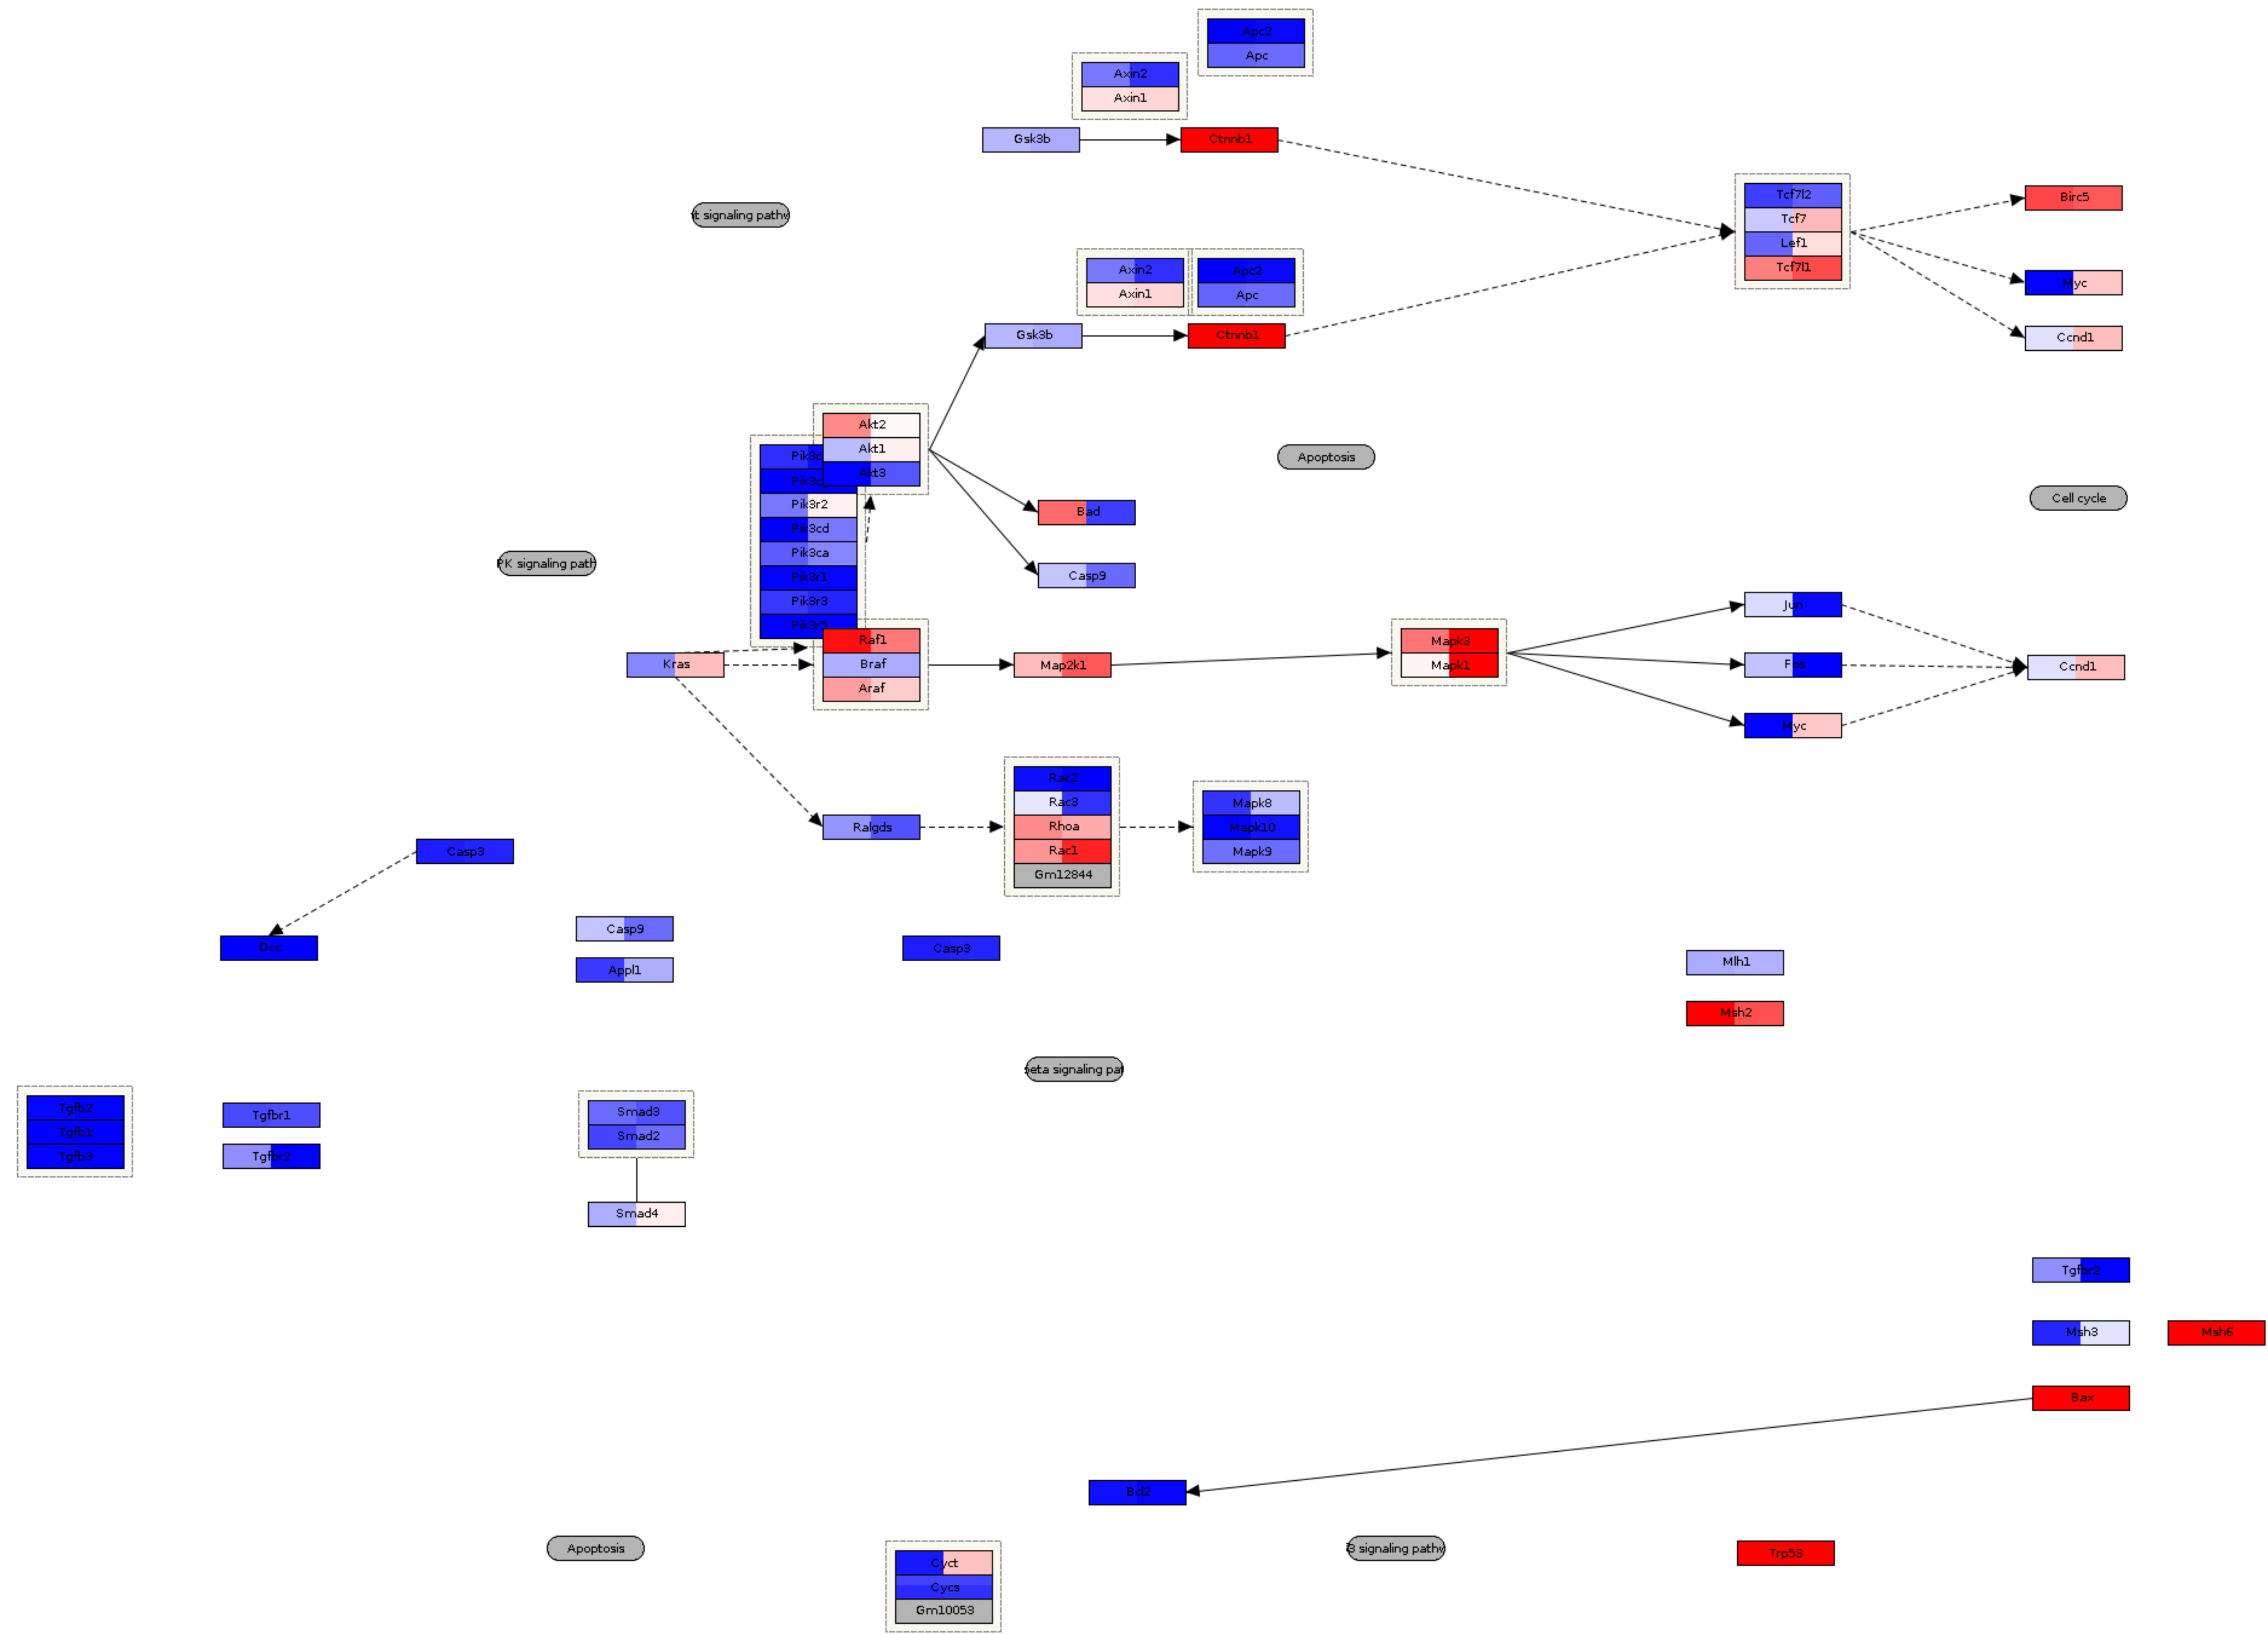 Apc2
Apc
Axin2
Axin1
Gsk3b
Ctnnb1
Tcf7l2
Tcf7
Lef1
Tcf7l1
Birc5
Myc
Ccnd1
t signaling pathw
Axin2
Axin1
Apc2
Apc
Gsk3b
Ctnnb1
Akt2
Akt1
Akt3
Pik3r2
Pik3cd
Pik3ca
Pik3r1
Pik3r3
Pik3r5
Apoptosis
Cell cycle
Bad
Casp9
PK signaling path
Kras
Raf1
Braf
Araf
Map2k1
Mapk3
Mapk1
Jun
Fos
Myc
Ccnd1
Ralgds
Rac2
Rac3
Rhoa
Rac1
Gm12844
Mapk8
Mapk10
Mapk9
Casp3
Dcc
Casp9
Appl1
Casp3
Mlh1
Msh2
beta signaling pat
Tgfb2
Tgfb1
Tgfb3
Tgfbr1
Tgfbr2
Smad3
Smad2
Smad4
Tgfbr2
Msh3
Msh6
Bax
Bcl2
Apoptosis
Cyct
Cycs
Gm10053
3 signaling pathw
Trp53